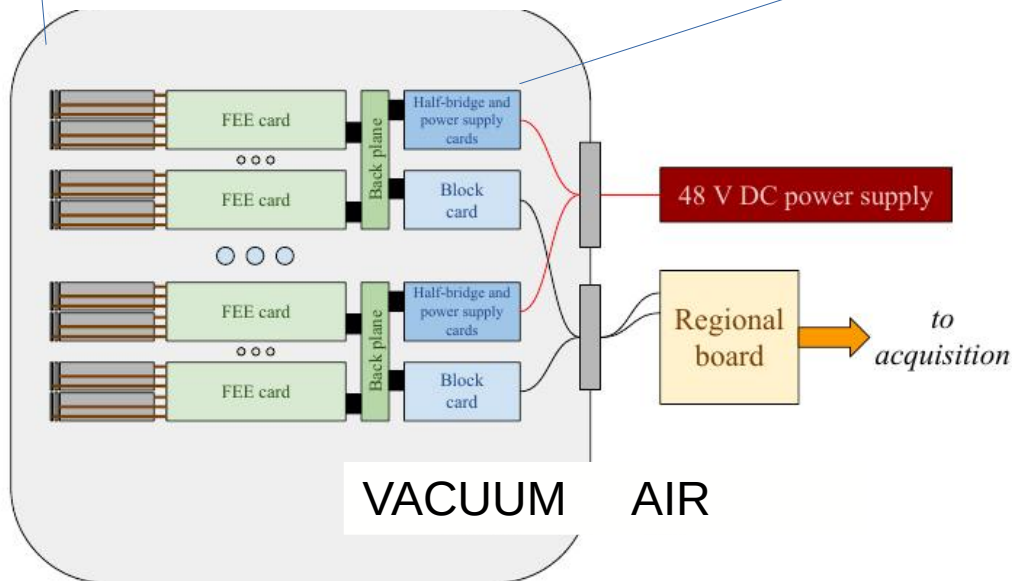 FEE card
Back plane
Half-bridge and
power supply
cards
FEE card
Block
card
48 V DC power supply
FEE card
Back plane
Half-bridge and
power supply
cards
Regional
board
to
acquisition
FEE card
Block
card
VACUUM AIR